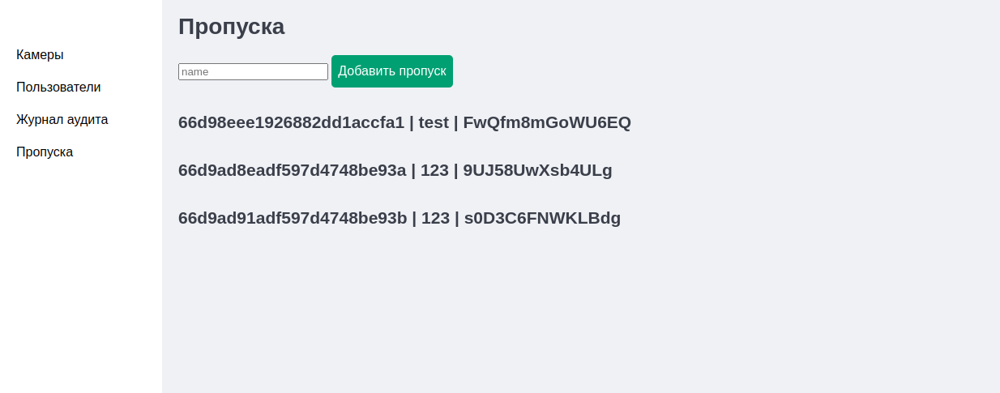 Камеры
Пользователи
Журнал аудита
Пропуска
Пропуска
name
Добавить пропуск
66d98eee1926882dd1accfa1 | test | FwQfm8mGoWU6EQ
66d9ad8eadf597d4748be93a | 123 | 9UJ58UwXsb4ULg
66d9ad91adf597d4748be93b | 123 | s0D3C6FNWKLBdg